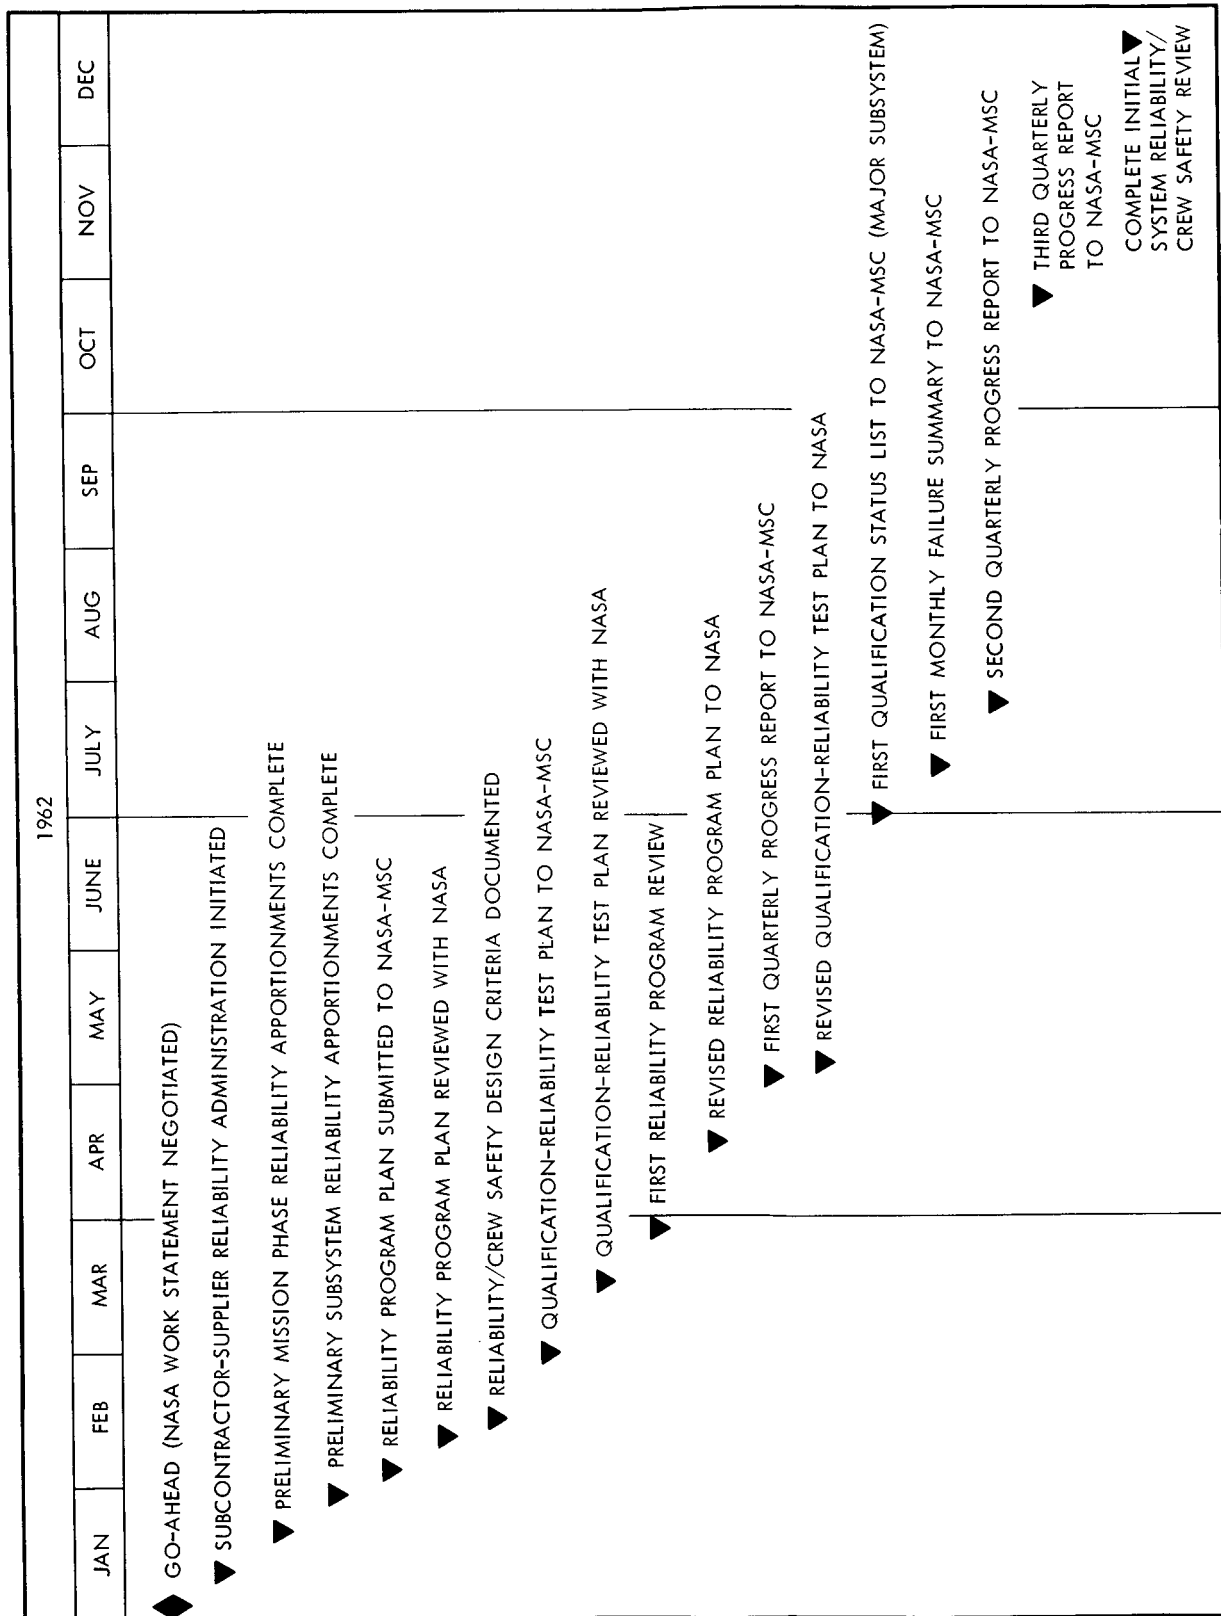 1962
JAN FEB MAR APR MAY JUNE JULY AUG SEP OCT NOV DEC
GO-AHEAD (NASA WORK STATEMENT NEGOTIATED)
SUBCONTRACTOR-SUPPLIER RELIABILITY ADMINISTRATION INITIATED
PRELIMINARY MISSION PHASE RELIABILITY APPORTIONMENTS COMPLETE
PRELIMINARY SUBSYSTEM RELIABILITY APPORTIONMENTS COMPLETE
RELIABILITY PROGRAM PLAN SUBMITTED TO NASA-MSC
RELIABILITY PROGRAM PLAN REVIEWED WITH NASA
RELIABILITY/CREW SAFETY DESIGN CRITERIA DOCUMENTED
QUALIFICATION-RELIABILITY TEST PLAN TO NASA-MSC
QUALIFICATION-RELIABILITY TEST PLAN REVIEWED WITH NASA
FIRST RELIABILITY PROGRAM REVIEW
REVISED RELIABILITY PROGRAM PLAN TO NASA
FIRST QUARTERLY PROGRESS REPORT TO NASA-MSC
REVISED QUALIFICATION-RELIABILITY TEST PLAN TO NASA
FIRST QUALIFICATION STATUS LIST TO NASA-MSC (MAJOR SUBSYSTEM)
FIRST MONTHLY FAILURE SUMMARY TO NASA-MSC
SECOND QUARTERLY PROGRESS REPORT TO NASA-MSC
THIRD QUARTERLY
PROGRESS REPORT
TO NASA-MSC
COMPLETE INITIAL
SYSTEM RELIABILITY/
CREW SAFETY REVIEW